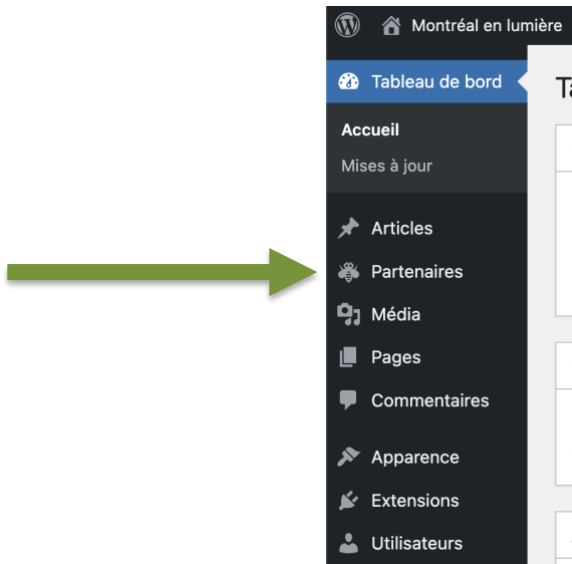 Montréal en lumière
Tableau de bord
Accueil
Mises à jour
Articles
Partenaires
Média
Pages
Commentaires
Apparence
Extensions
Utilisateurs